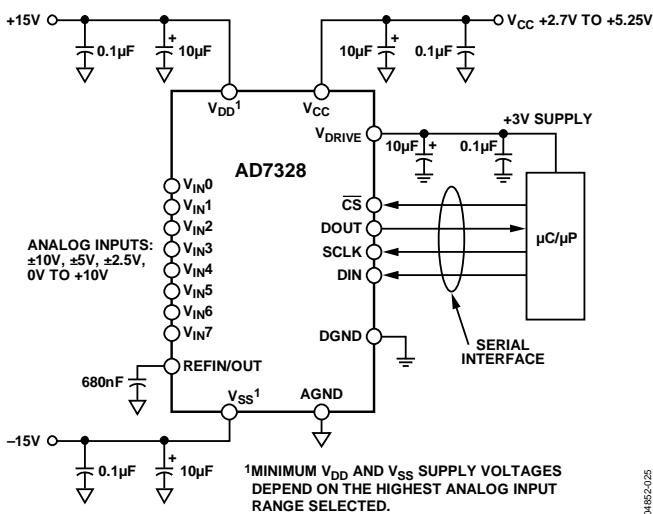 +15V
VCC +2.7V TO +5.25V
0.1µF
+
10µF
10µF
+
0.1µF
VDD1
VCC
+3V SUPPLY
VDRIVE
10µF
+
0.1µF
AD7328
VIN0
VIN1
VIN2
VIN3
VIN4
VIN5
VIN6
VIN7
ANALOG INPUTS:
±10V, ±5V, ±2.5V,
0V TO +10V
CS
DOUT
SCLK
DIN
µC/µP
DGND
SERIAL
INTERFACE
REFIN/OUT
680nF
VSS1
AGND
–15V
0.1µF
+
10µF
1MINIMUM VDD AND VSS SUPPLY VOLTAGES
DEPEND ON THE HIGHEST ANALOG INPUT
RANGE SELECTED.
04852-025